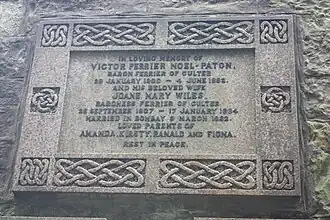 IN LOVING MEMORY OF
VICTOR FERRIER NOEL-PATON,
BARON FERRIER OF CULTER
29 JANUARY 1900 - 4 JUNE 1992.
AND HIS BELOVED WIFE
JOANE MARY WILES,
BARONESS FERRIER OF CULTER
SEPTEMBER 1907 - 17 JANUARY 1984
MARRIED IN BOMBAY 5 MARCH 1932
LOVED PARENTS OF
AMANDA, KIRSTY, RANALD AND FIONA.
REST IN PEACE.